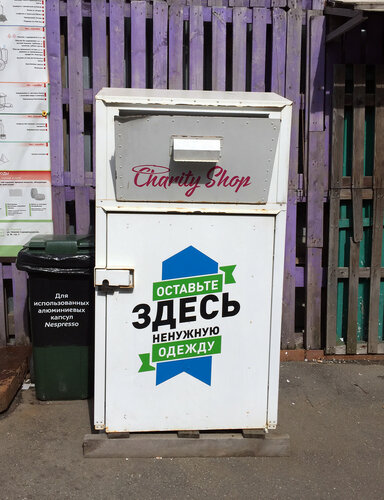 Charity Shop
ОСТАВЬТЕ
ЗДЕСЬ
НЕНУЖНУЮ
ОДЕЖДУ
Для
использованных
алюминиевых
капсул
Nespresso